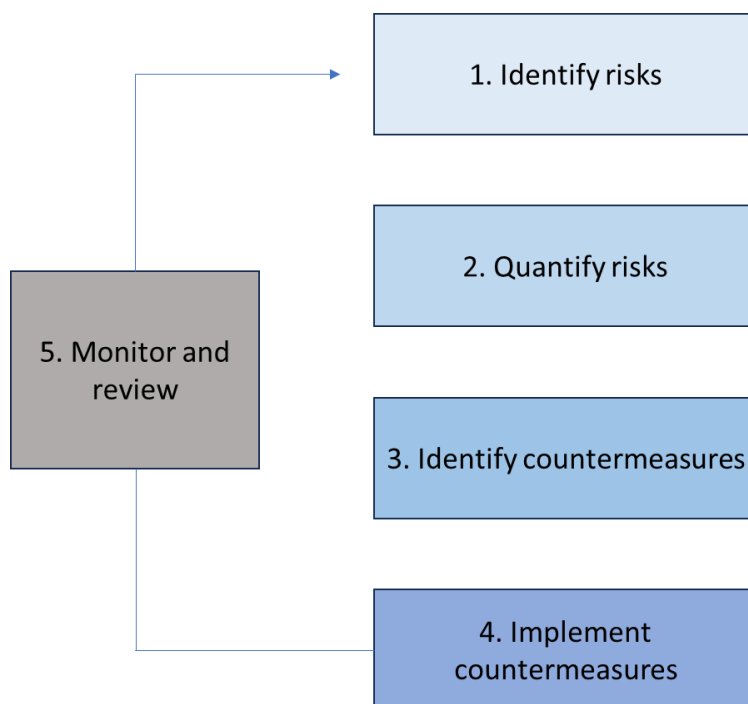 1. Identify risks
2. Quantify risks
5. Monitor and
review
3. Identify countermeasures
4. Implement
countermeasures